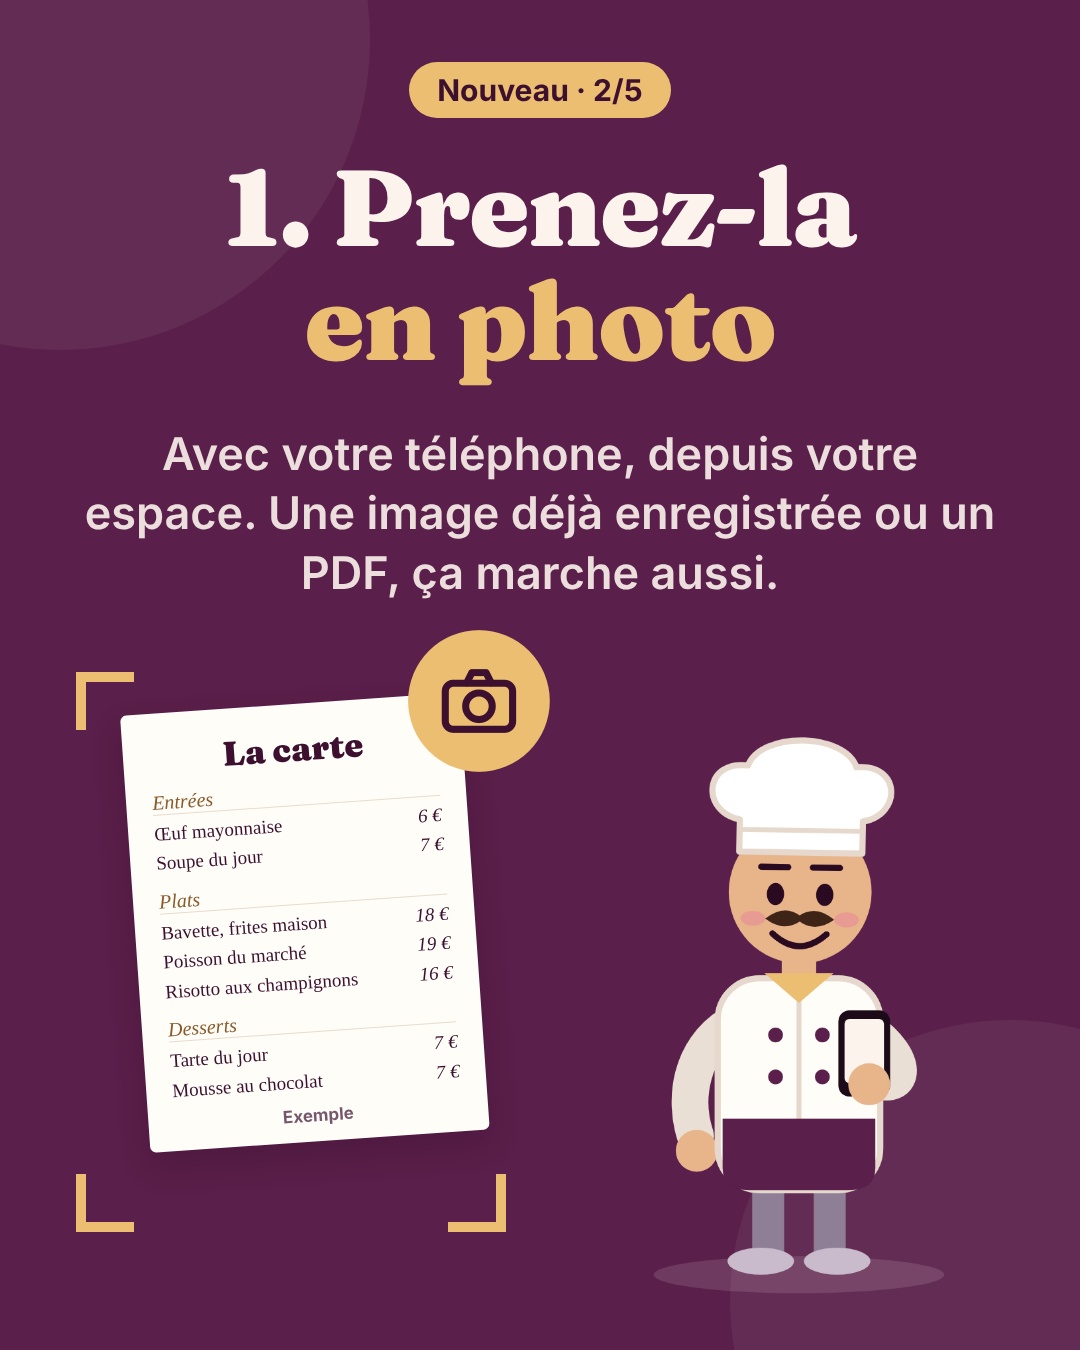 Nouveau · 2/5
1. Prenez-la
en photo
Avec votre téléphone, depuis votre
espace. Une image déjà enregistrée ou un
PDF, ça marche aussi.
La carte
Entrées
Œuf mayonnaise 6 €
Soupe du jour 7 €
Plats
Bavette, frites maison 18 €
Poisson du marché 19 €
Risotto aux champignons 16 €
Desserts
Tarte du jour 7 €
Mousse au chocolat 7 €
Exemple